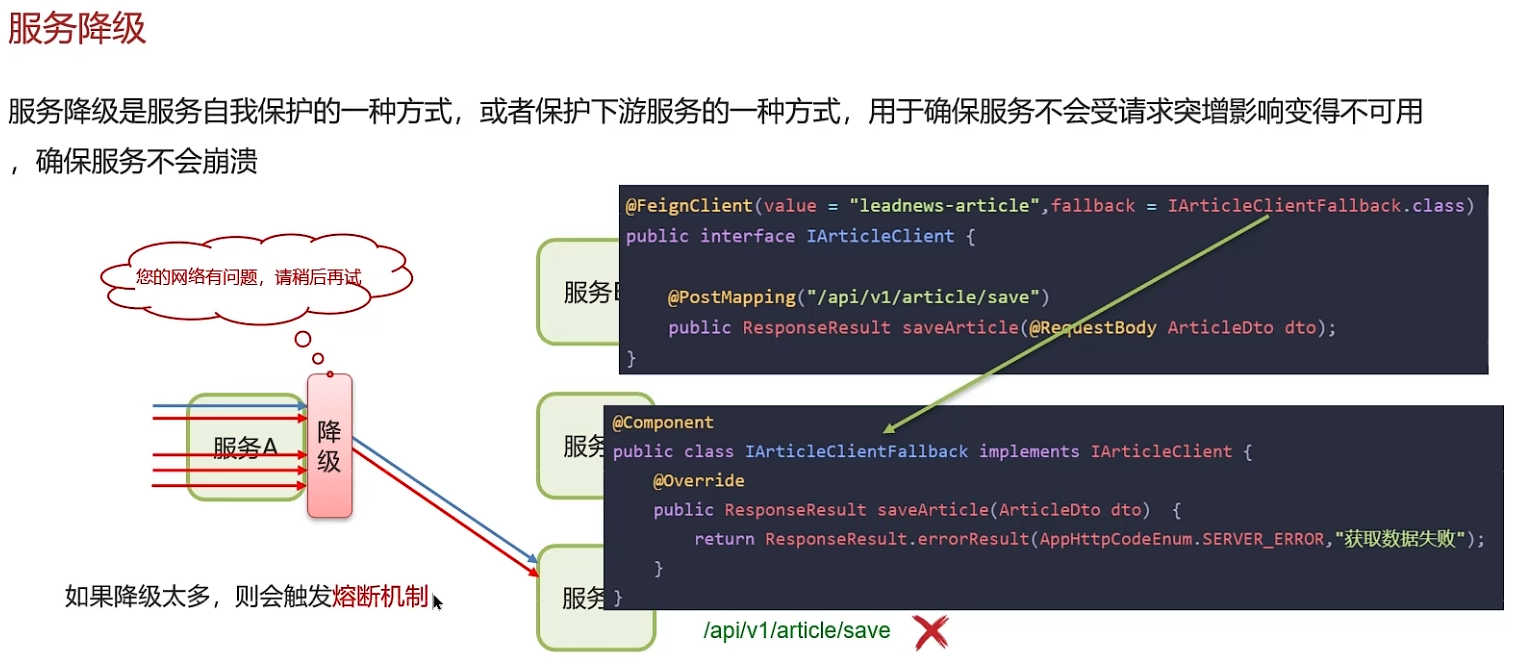 服务降级
服务降级是服务自我保护的一种方式，或者保护下游服务的一种方式，用于确保服务不会受请求突增影响变得不可用
，确保服务不会崩溃
@FeignClient(value = "leadnews-article",fallback = IArticleClientFallback.class)
public interface IArticleClient {
@PostMapping("/api/v1/article/save")
public ResponseResult saveArticle(@RequestBody ArticleDto dto);
}
您的网络有问题，请稍后再试
服务
服务A
降级
服务
@Component
public class IArticleClientFallback implements IArticleClient {
@Override
public ResponseResult saveArticle(ArticleDto dto)  {
return ResponseResult.errorResult(AppHttpCodeEnum.SERVER_ERROR,"获取数据失败");
}
}
如果降级太多，则会触发熔断机制
服务
/api/v1/article/save